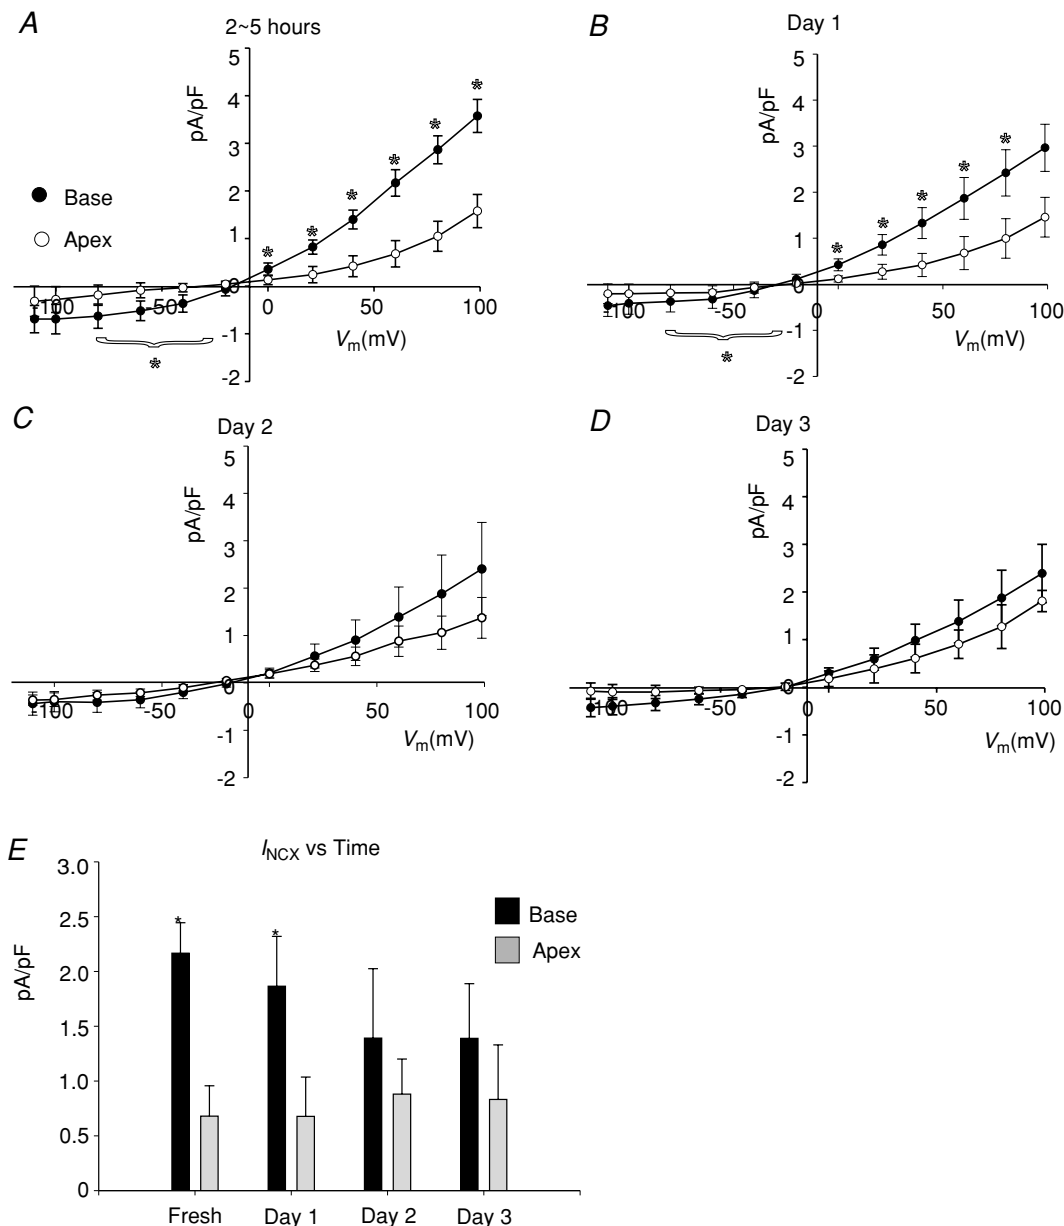 A
2~5 hours
5
4
3
2
1
0
-1
-2
pA/pF
* * * * * *
Base
Apex
-100 -50 0 50 100
Vm(mV)
*
B
Day 1
5
4
3
2
1
0
-1
-2
pA/pF
* * * * *
-100 -50 0 50 100
Vm(mV)
*
C
Day 2
5
4
3
2
1
0
-1
-2
pA/pF
-100 -50 0 50 100
Vm(mV)
D
Day 3
5
4
3
2
1
0
-1
-2
pA/pF
-100 -50 0 50 100
Vm(mV)
E
INCX vs Time
3.0
2.5
2.0
1.5
1.0
0.5
0
pA/pF
* *
Base
Apex
Fresh Day 1 Day 2 Day 3